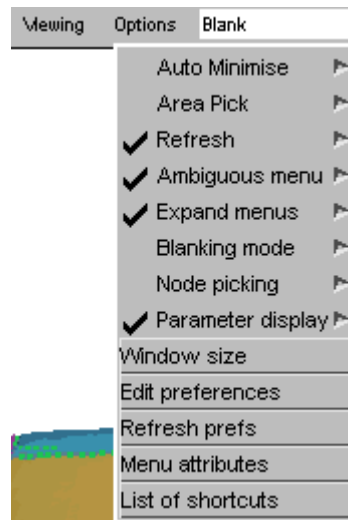 Viewing Options Blank
Auto Minimise
Area Pick
Refresh
Ambiguous menu
Expand menus
Blanking mode
Node picking
Parameter display
Window size
Edit preferences
Refresh prefs
Menu attributes
List of shortcuts